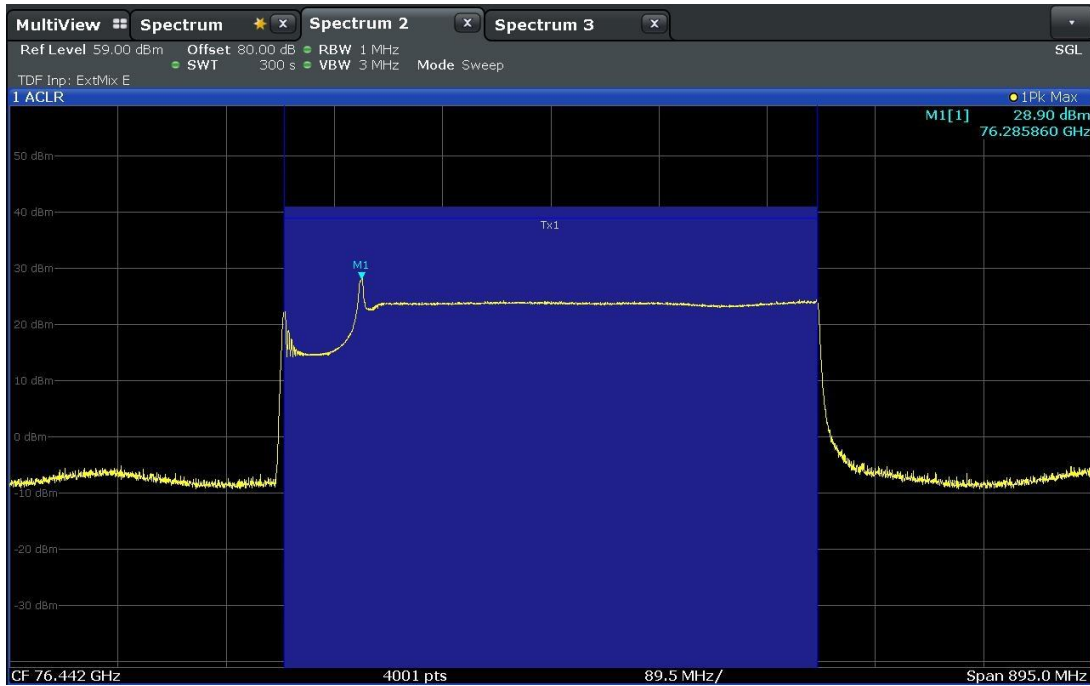 MultiView Spectrum X Spectrum 2 X Spectrum 3 X
Ref Level 59.00 dBm Offset 80.00 dB RBW 1 MHz SGL
SWT 300 s VBW 3 MHz Mode Sweep
TDF Inp: ExtMix E
1 ACLR 1Pk Max
M1[1] 28.90 dBm
76.285860 GHz
50 dBm
40 dBm
Tx1
30 dBm
M1
20 dBm
10 dBm
0 dBm
-10 dBm
-20 dBm
-30 dBm
CF 76.442 GHz 4001 pts 89.5 MHz/ Span 895.0 MHz